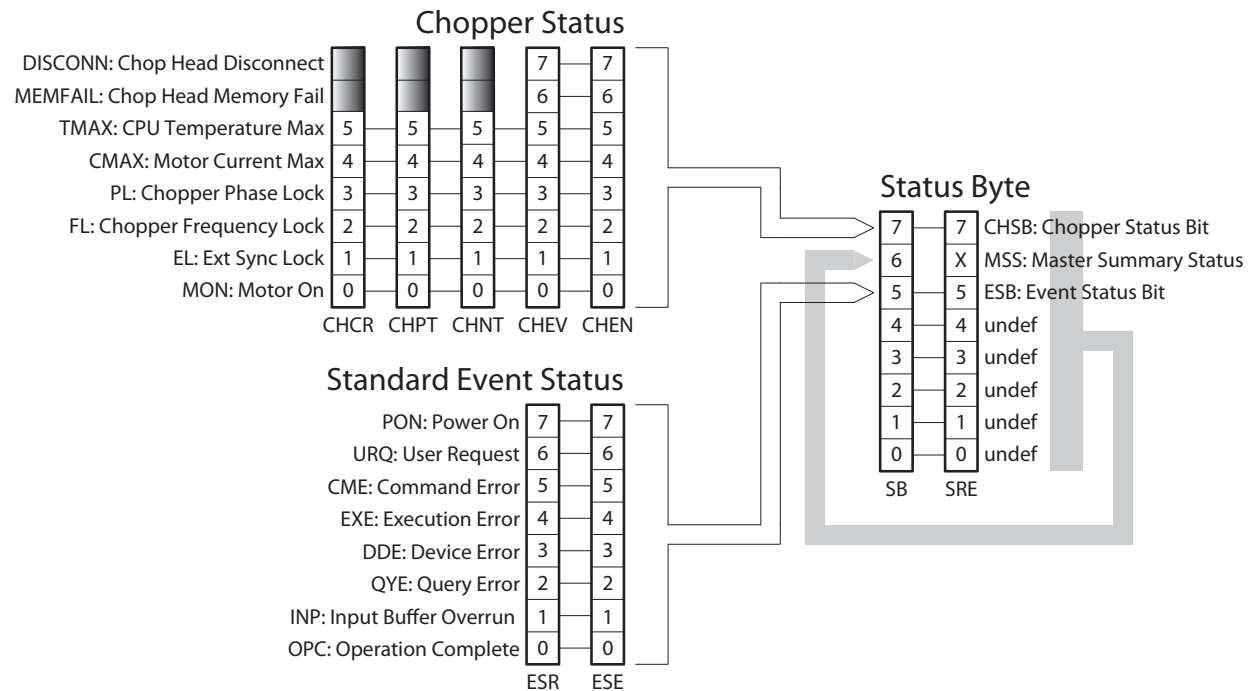 Chopper Status
DISCONN: Chop Head Disconnect 7 7
MEMFAIL: Chop Head Memory Fail 6 6
TMAX: CPU Temperature Max 5 5 5 5 5
CMAX: Motor Current Max 4 4 4 4 4
PL: Chopper Phase Lock 3 3 3 3 3
FL: Chopper Frequency Lock 2 2 2 2 2
EL: Ext Sync Lock 1 1 1 1 1
MON: Motor On 0 0 0 0 0
CHCR CHPT CHNT CHEV CHEN
Standard Event Status
PON: Power On 7 7
URQ: User Request 6 6
CME: Command Error 5 5
EXE: Execution Error 4 4
DDE: Device Error 3 3
QYE: Query Error 2 2
INP: Input Buffer Overrun 1 1
OPC: Operation Complete 0 0
ESR ESE
Status Byte
7 7 CHSB: Chopper Status Bit
6 X MSS: Master Summary Status
5 5 ESB: Event Status Bit
4 4 undef
3 3 undef
2 2 undef
1 1 undef
0 0 undef
SB SRE